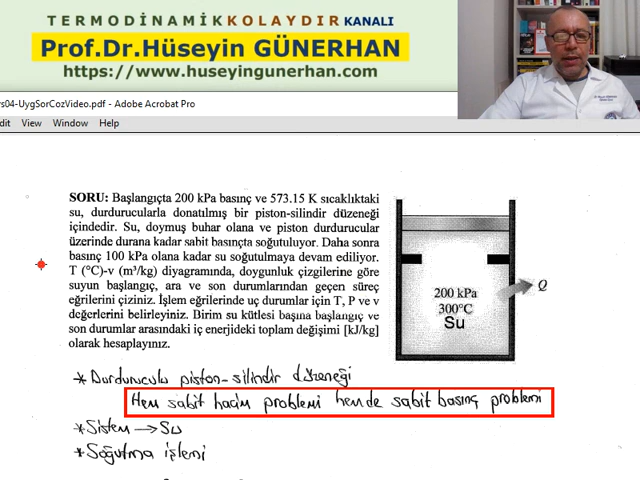 TERMODİNAMİKKOLAYDIR KANALI
Prof.Dr.Hüseyin GÜNERHAN
https://www.huseyingunerhan.com
rs04-UygSorCozVideo.pdf - Adobe Acrobat Pro
dit View Window Help
SORU: Başlangıçta 200 kPa basınç ve 573.15 K sıcaklıktaki
su, durdurucularla donatılmış bir piston-silindir düzeneği
içindedir. Su, doymuş buhar olana ve piston durdurucular
üzerinde durana kadar sabit basınçta soğutuluyor. Daha sonra
basınç 100 kPa olana kadar su soğutulmaya devam ediliyor.
T (°C)-v (m³/kg) diyagramında, doygunluk çizgilerine göre
suyun başlangıç, ara ve son durumlarından geçen süreç
eğrilerini çiziniz. İşlem eğrilerinde uç durumlar için T, P ve v
değerlerini belirleyiniz. Birim su kütlesi başına başlangıç ve
son durumlar arasındaki iç enerjideki toplam değişimi [kJ/kg]
olarak hesaplayınız.
200 kPa
300°C
Su
Q
*Durduruculu piston-silindir düzeneği
Hem sabit hacim problemi hem de sabit basınç problemi
*Sistem → Su
*Soğutma işlemi